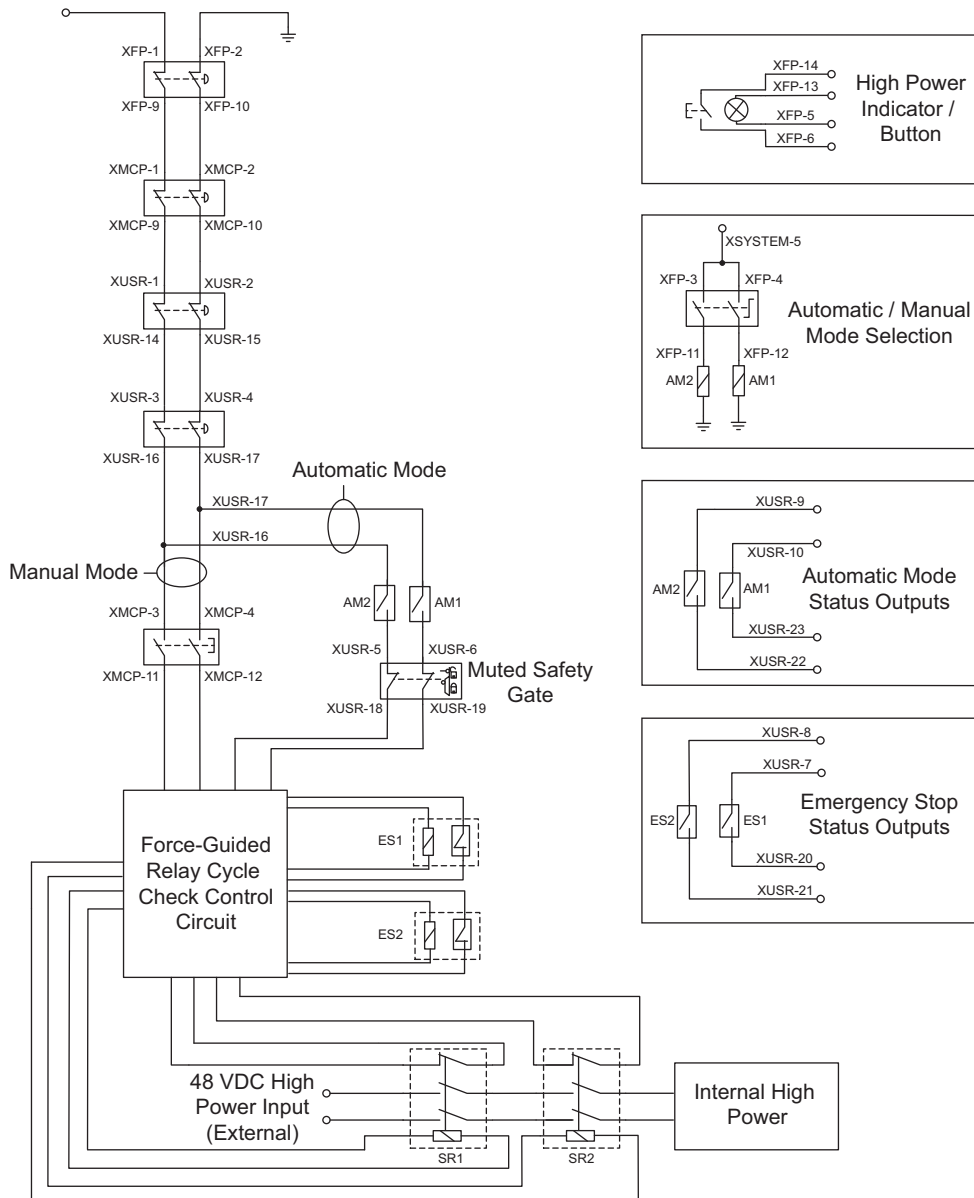 XFP-1
XFP-2
XFP-9
XFP-10
XMCP-1
XMCP-2
XMCP-9
XMCP-10
XUSR-1
XUSR-2
XUSR-14
XUSR-15
XUSR-3
XUSR-4
XUSR-16
XUSR-17
Automatic Mode
XUSR-17
XUSR-16
Manual Mode
XMCP-3
XMCP-4
XMCP-11
XMCP-12
AM2
AM1
XUSR-5
XUSR-6
Muted Safety
Gate
XUSR-18
XUSR-19
Force-Guided
Relay Cycle
Check Control
Circuit
ES1
ES2
48 VDC High
Power Input
(External)
SR1
SR2
Internal High
Power
XFP-14
XFP-13
XFP-5
XFP-6
High Power
Indicator /
Button
XSYSTEM-5
XFP-3
XFP-4
XFP-11
XFP-12
AM2
AM1
Automatic / Manual
Mode Selection
XUSR-9
XUSR-10
AM2
AM1
XUSR-23
XUSR-22
Automatic Mode
Status Outputs
XUSR-8
XUSR-7
ES2
ES1
XUSR-20
XUSR-21
Emergency Stop
Status Outputs